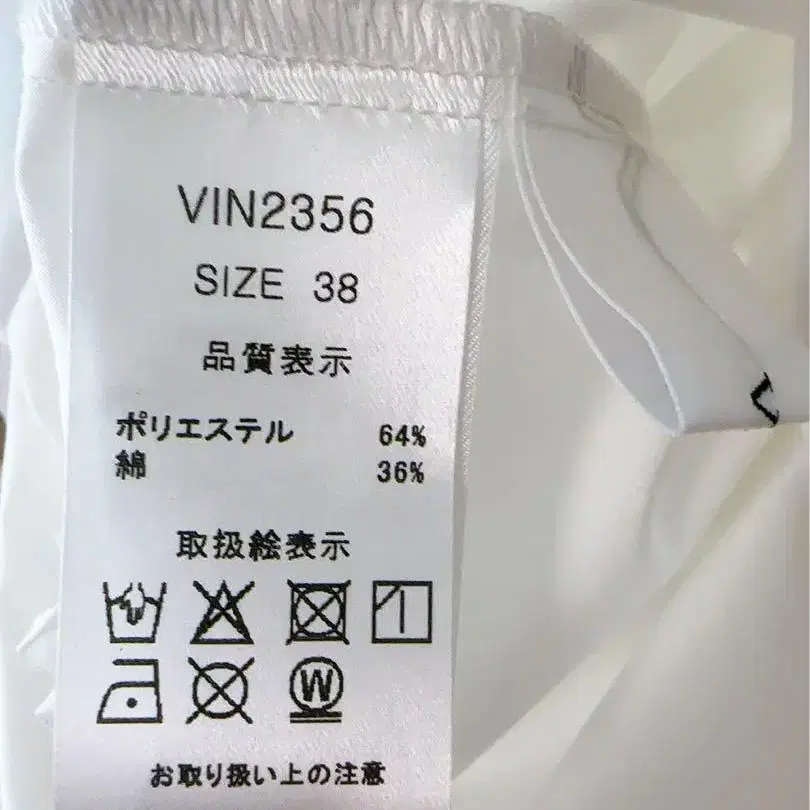 VIN2356
SIZE 38
品質表示
ポリエステル 64%
綿 36%
取扱絵表示
W
お取り扱い上の注意